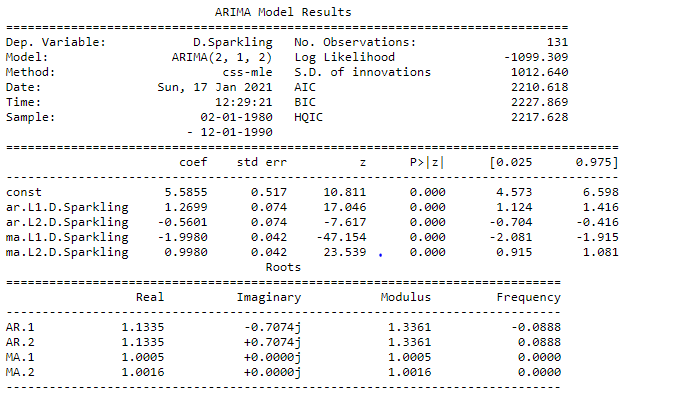 ARIMA Model Results
==============================================================================
Dep. Variable: D.Sparkling No. Observations: 131
Model: ARIMA(2, 1, 2) Log Likelihood -1099.309
Method: css-mle S.D. of innovations 1012.640
Date: Sun, 17 Jan 2021 AIC 2210.618
Time: 12:29:21 BIC 2227.869
Sample: 02-01-1980 HQIC 2217.628
- 12-01-1990
=====================================================================================
coef std err z P>|z| [0.025 0.975]
-------------------------------------------------------------------------------------
const 5.5855 0.517 10.811 0.000 4.573 6.598
ar.L1.D.Sparkling 1.2699 0.074 17.046 0.000 1.124 1.416
ar.L2.D.Sparkling -0.5601 0.074 -7.617 0.000 -0.704 -0.416
ma.L1.D.Sparkling -1.9980 0.042 -47.154 0.000 -2.081 -1.915
ma.L2.D.Sparkling 0.9980 0.042 23.539 0.000 0.915 1.081
Roots
=============================================================================
Real Imaginary Modulus Frequency
-----------------------------------------------------------------------------
AR.1 1.1335 -0.7074j 1.3361 -0.0888
AR.2 1.1335 +0.7074j 1.3361 0.0888
MA.1 1.0005 +0.0000j 1.0005 0.0000
MA.2 1.0016 +0.0000j 1.0016 0.0000
-----------------------------------------------------------------------------